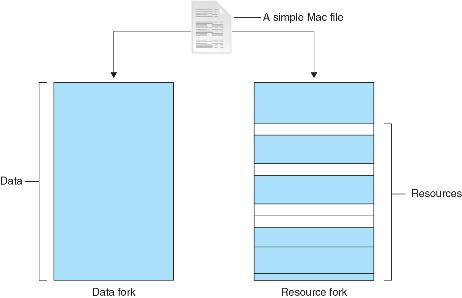 A simple Mac file
Data
Resources
Data fork
Resource fork